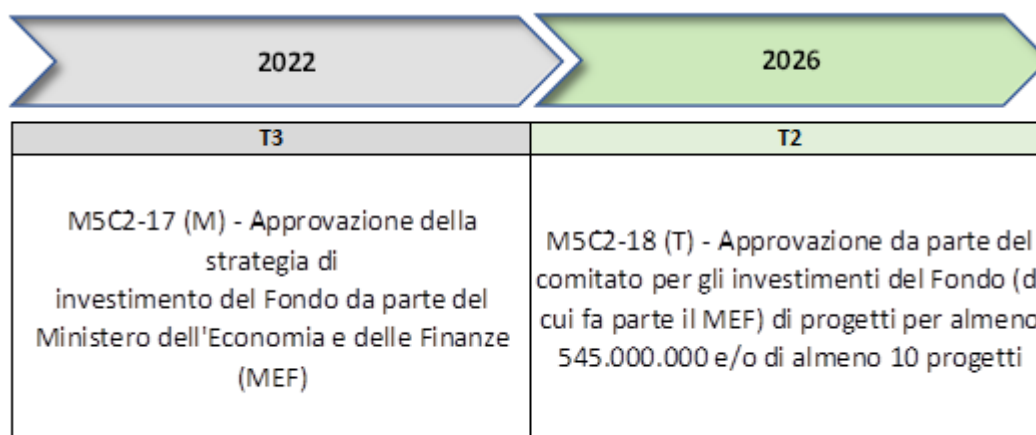 2022
2026
T3
T2
M5C2-17 (M) - Approvazione della
strategia di
investimento del Fondo da parte del
Ministero dell'Economia e delle Finanze
(MEF)
M5C2-18 (T) - Approvazione da parte del
comitato per gli investimenti del Fondo (d
cui fa parte il MEF) di progetti per almeno
545.000.000 e/o di almeno 10 progetti